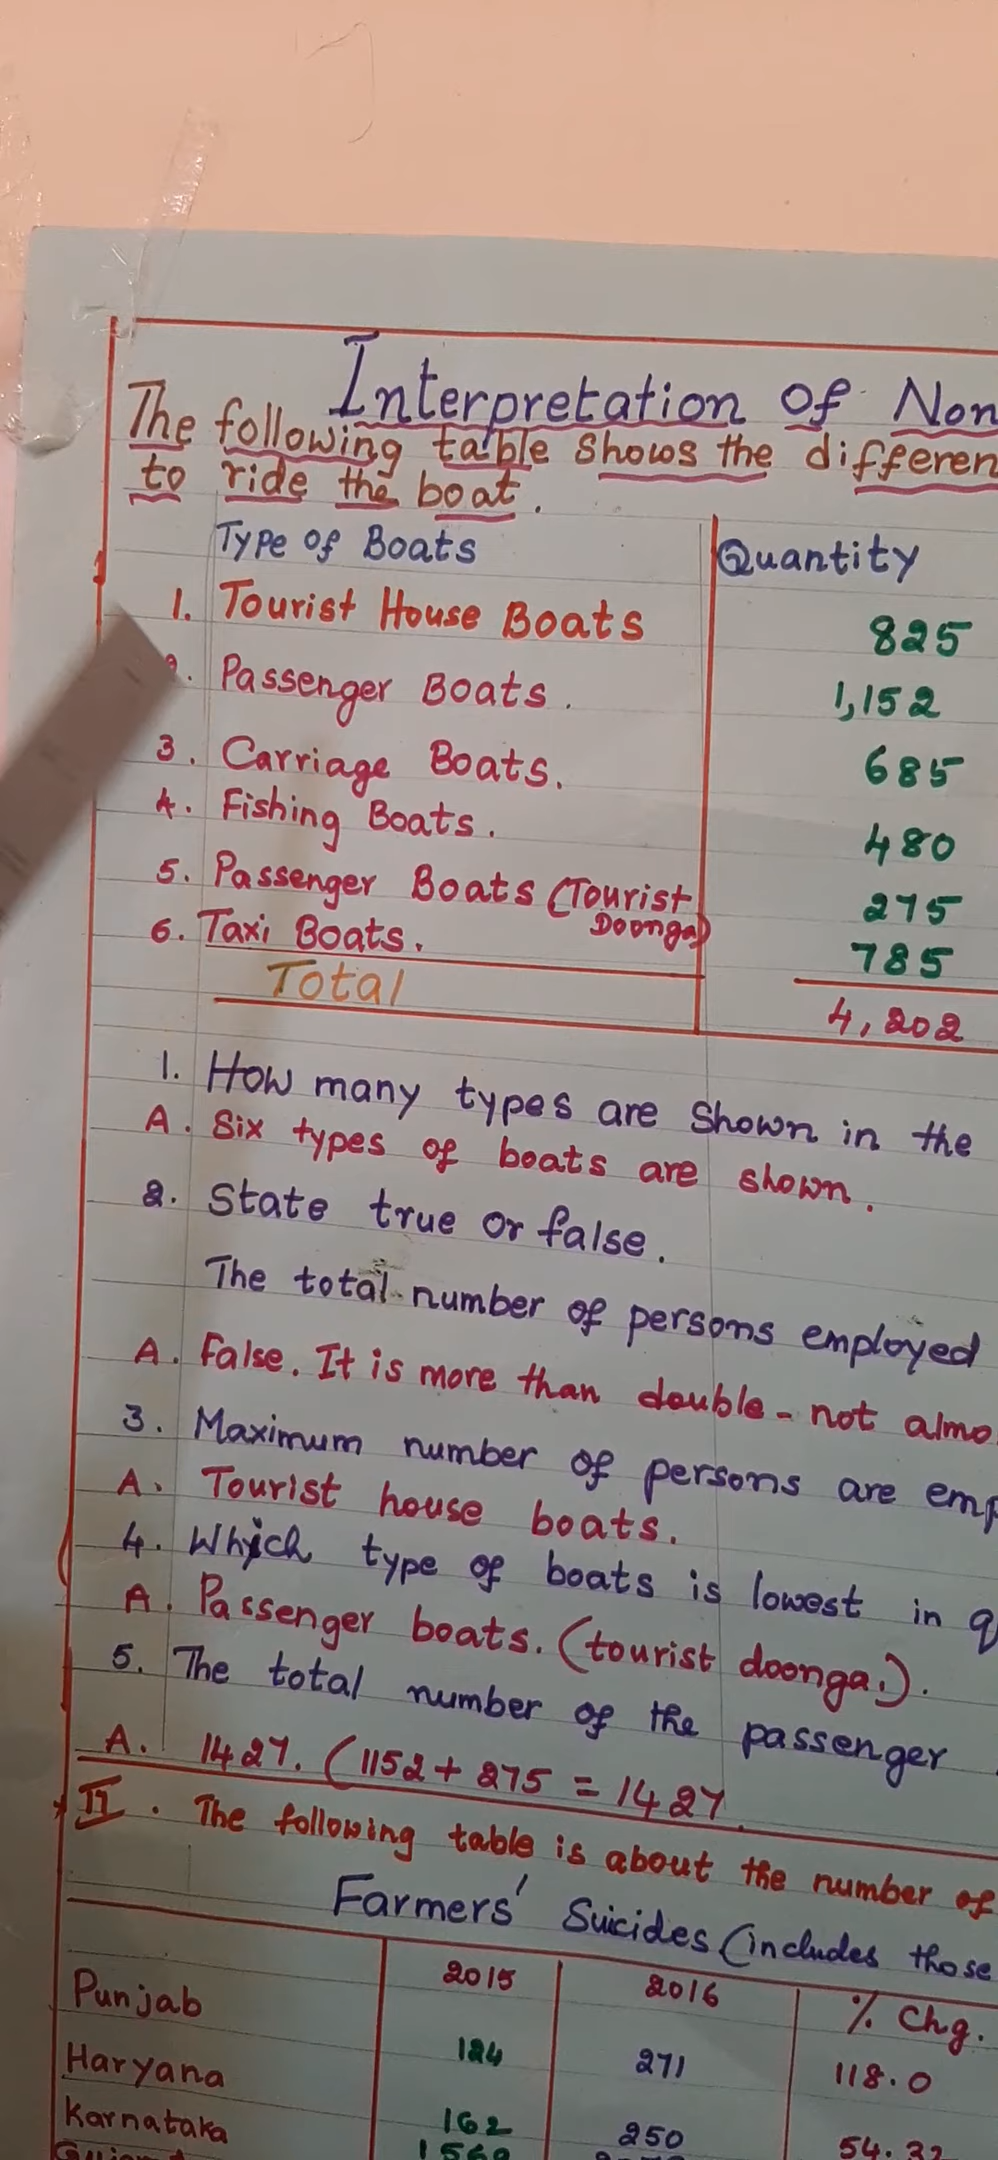 Interpretation of Non
The following table shows the differen
to ride the boat.
Type of Boats Quantity
1. Tourist House Boats 825
2. Passenger Boats. 1,152
3. Carriage Boats. 685
4. Fishing Boats. 480
5. Passenger Boats (Tourist Doonga) 275
6. Taxi Boats. 785
Total 4,202
1. How many types are shown in the
A. Six types of boats are shown.
2. State true or false.
The total number of persons employed
A. False. It is more than double - not almo
3. Maximum number of persons are emp
A. Tourist house boats.
4. Which type of boats is lowest in q
A. Passenger boats. (tourist doonga.).
5. The total number of the passenger
A. 1427. (1152 + 275 = 1427
II. The following table is about the number of
Farmers' Suicides (includes those
2015 2016 % Chg.
Punjab 124 271 118.0
Haryana 162 250 54.32
Karnataka